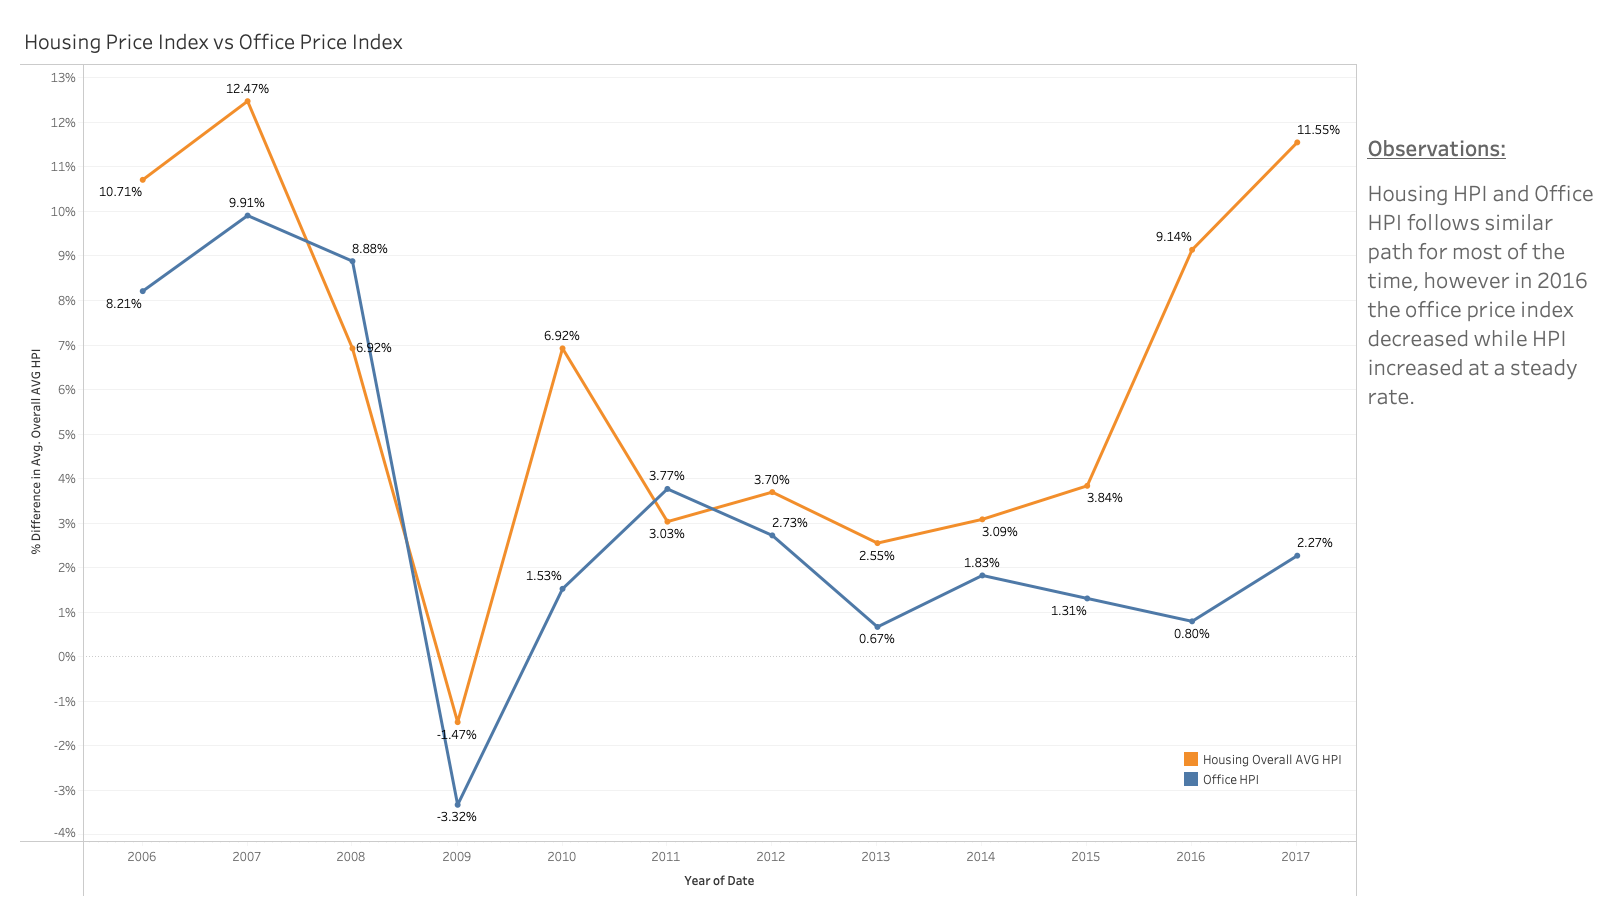 Housing Price Index vs Office Price Index
13%
12%
11%
10%
9%
8%
7%
6%
5%
4%
3%
2%
1%
0%
-1%
-2%
-3%
-4%
% Difference in Avg. Overall AVG HPI
10.71%
12.47%
6.92%
-1.47%
6.92%
3.03%
3.70%
2.55%
3.09%
3.84%
9.14%
11.55%
8.21%
9.91%
8.88%
-3.32%
1.53%
3.77%
2.73%
0.67%
1.83%
1.31%
0.80%
2.27%
Housing Overall AVG HPI
Office HPI
2006 2007 2008 2009 2010 2011 2012 2013 2014 2015 2016 2017
Year of Date
Observations:
Housing HPI and Office
HPI follows similar
path for most of the
time, however in 2016
the office price index
decreased while HPI
increased at a steady
rate.